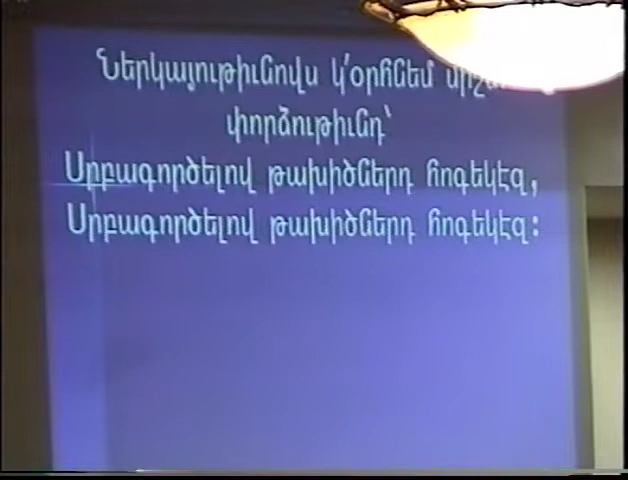 Ներկայութիւնովս կ՛օրհնեմ
փորձութիւնդ՝
Սրբագործելով թախիծներդ հոգեկէզ,
Սրբագործելով թախիծներդ հոգեկէզ։